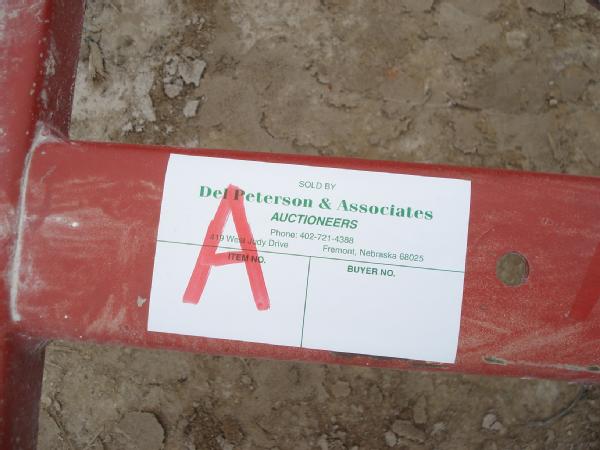 SOLD BY
Del Peterson & Associates
AUCTIONEERS
Phone: 402-721-4388
419 West Judy Drive Fremont, Nebraska 68025
ITEM NO. BUYER NO.
A